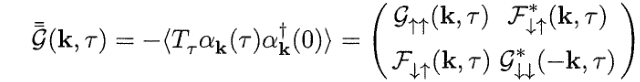 $\bar{\bar{\mathcal{G}}}(\mathbf{k},\tau) = -\langle T_\tau \alpha_{\mathbf{k}}(\tau)\alpha_{\mathbf{k}}^\dagger(0)\rangle = \begin{pmatrix} \mathcal{G}_{\uparrow\uparrow}(\mathbf{k},\tau) & \mathcal{F}^*_{\downarrow\uparrow}(\mathbf{k},\tau) \\ \mathcal{F}_{\downarrow\uparrow}(\mathbf{k},\tau) & \mathcal{G}^*_{\downarrow\downarrow}(-\mathbf{k},\tau) \end{pmatrix}$